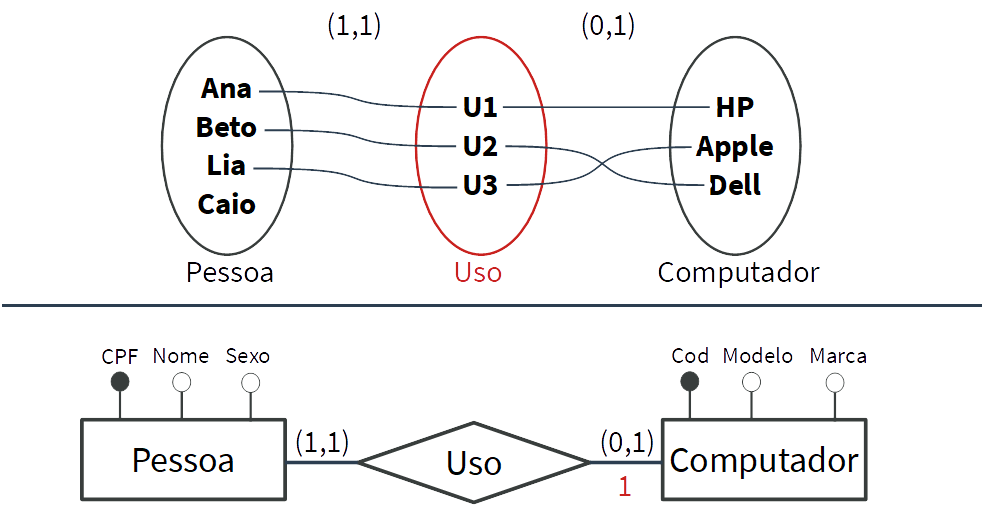 (1,1) (0,1)
Ana
Beto
Lia
Caio
U1
U2
U3
HP
Apple
Dell
Pessoa Uso Computador
CPF Nome Sexo Cod Modelo Marca
Pessoa (1,1) Uso (0,1) Computador
1